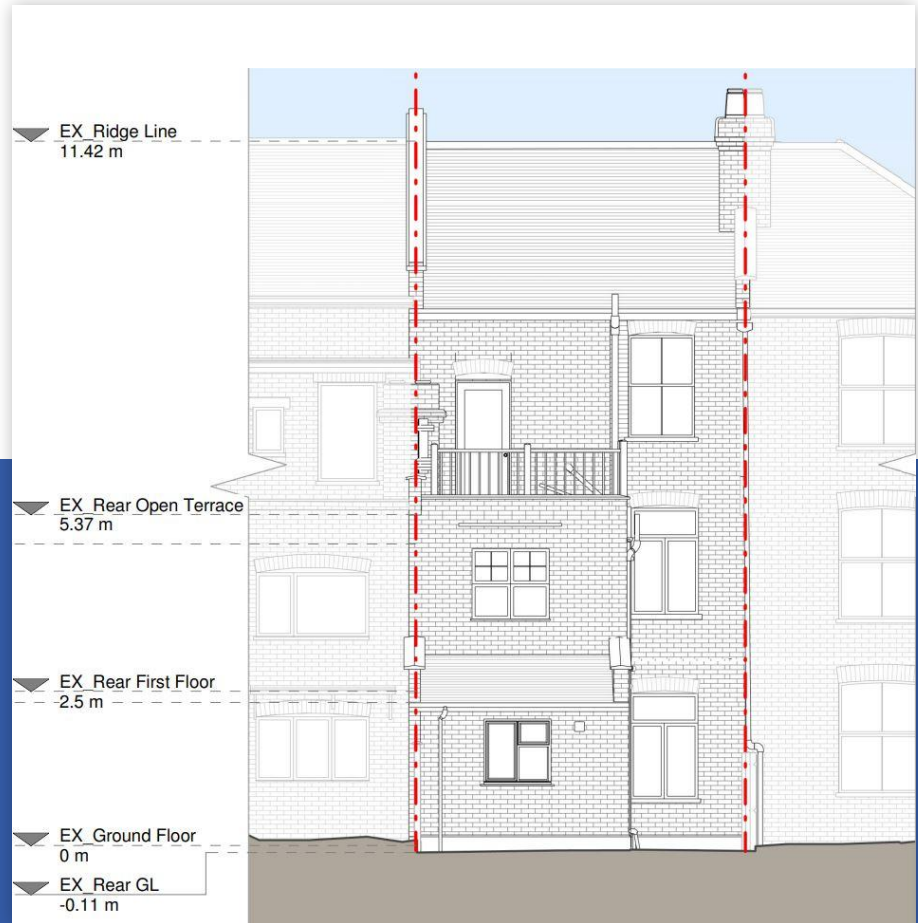 EX_Ridge Line
11.42 m
EX_Rear Open Terrace
5.37 m
EX_Rear First Floor
2.5 m
EX_Ground Floor
0 m
EX_Rear GL
-0.11 m